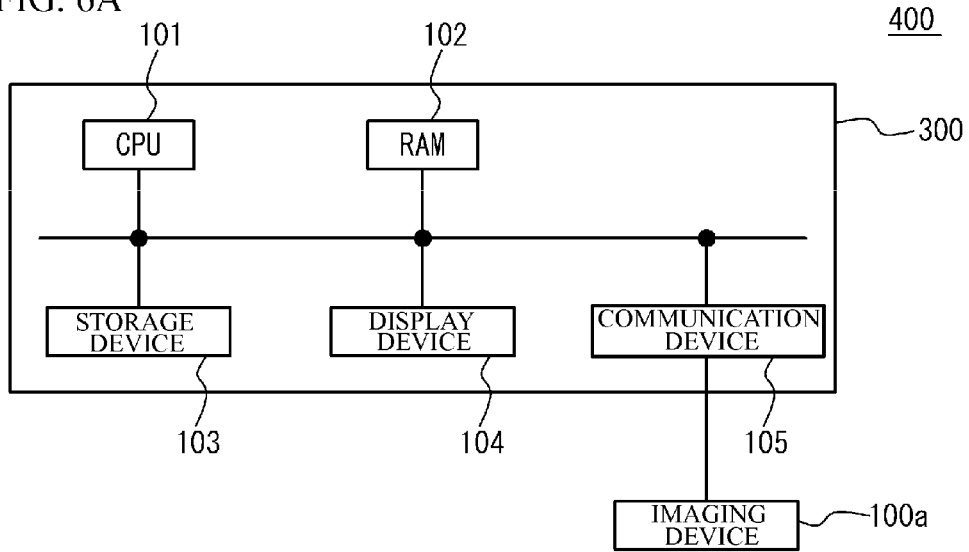 FIG. 6A
400
101
102
300
CPU
RAM
STORAGE
DEVICE
DISPLAY
DEVICE
COMMUNICATION
DEVICE
103
104
105
IMAGING
DEVICE
100a